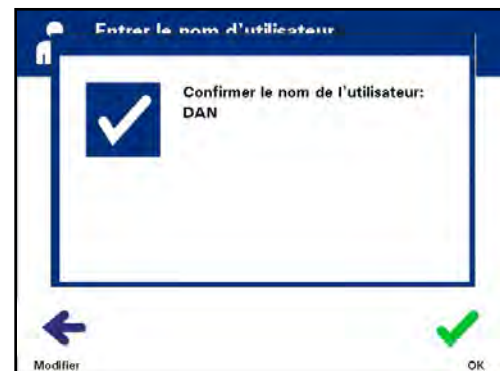 Entrer le nom d'utilisateur
Confirmer le nom de l'utilisateur:
DAN
Modifier
OK